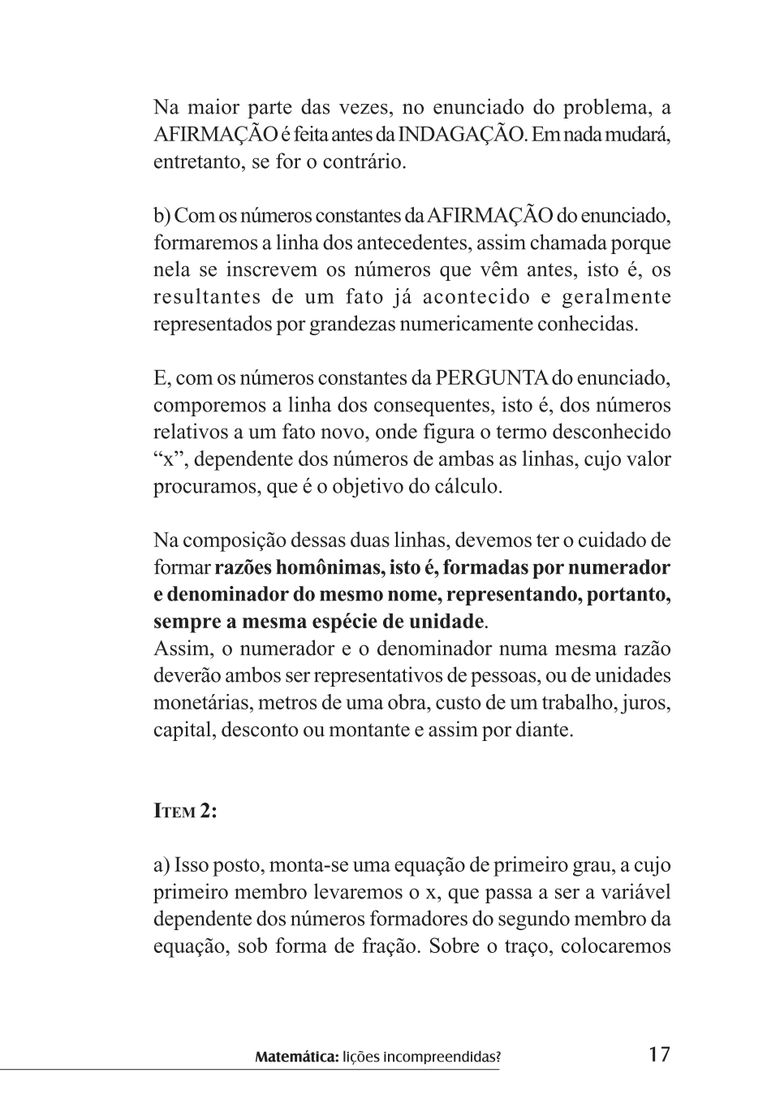 Na maior parte das vezes, no enunciado do problema, a
AFIRMAÇÃO é feita antes da INDAGAÇÃO. Em nada mudará,
entretanto, se for o contrário.
b) Com os números constantes da AFIRMAÇÃO do enunciado,
formaremos a linha dos antecedentes, assim chamada porque
nela se inscrevem os números que vêm antes, isto é, os
resultantes de um fato já acontecido e geralmente
representados por grandezas numericamente conhecidas.
E, com os números constantes da PERGUNTA do enunciado,
comporemos a linha dos consequentes, isto é, dos números
relativos a um fato novo, onde figura o termo desconhecido
“x”, dependente dos números de ambas as linhas, cujo valor
procuramos, que é o objetivo do cálculo.
Na composição dessas duas linhas, devemos ter o cuidado de
formar razões homônimas, isto é, formadas por numerador
e denominador do mesmo nome, representando, portanto,
sempre a mesma espécie de unidade.
Assim, o numerador e o denominador numa mesma razão
deverão ambos ser representativos de pessoas, ou de unidades
monetárias, metros de uma obra, custo de um trabalho, juros,
capital, desconto ou montante e assim por diante.
ITEM 2:
a) Isso posto, monta-se uma equação de primeiro grau, a cujo
primeiro membro levaremos o x, que passa a ser a variável
dependente dos números formadores do segundo membro da
equação, sob forma de fração. Sobre o traço, colocaremos
Matemática: lições incompreendidas? 17